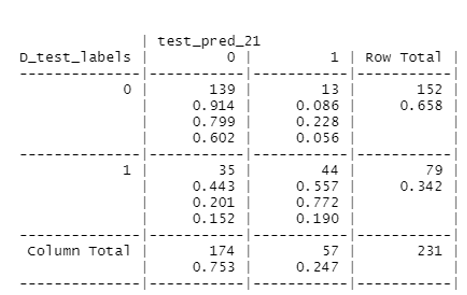 | test_pred_21
D_test_labels |         0 |         1 | Row Total |
--------------|-----------|-----------|-----------|
            0 |       139 |        13 |       152 |
              |     0.914 |     0.086 |     0.658 |
              |     0.799 |     0.228 |           |
              |     0.602 |     0.056 |           |
--------------|-----------|-----------|-----------|
            1 |        35 |        44 |        79 |
              |     0.443 |     0.557 |     0.342 |
              |     0.201 |     0.772 |           |
              |     0.152 |     0.190 |           |
--------------|-----------|-----------|-----------|
 Column Total |       174 |        57 |       231 |
              |     0.753 |     0.247 |           |
--------------|-----------|-----------|-----------|